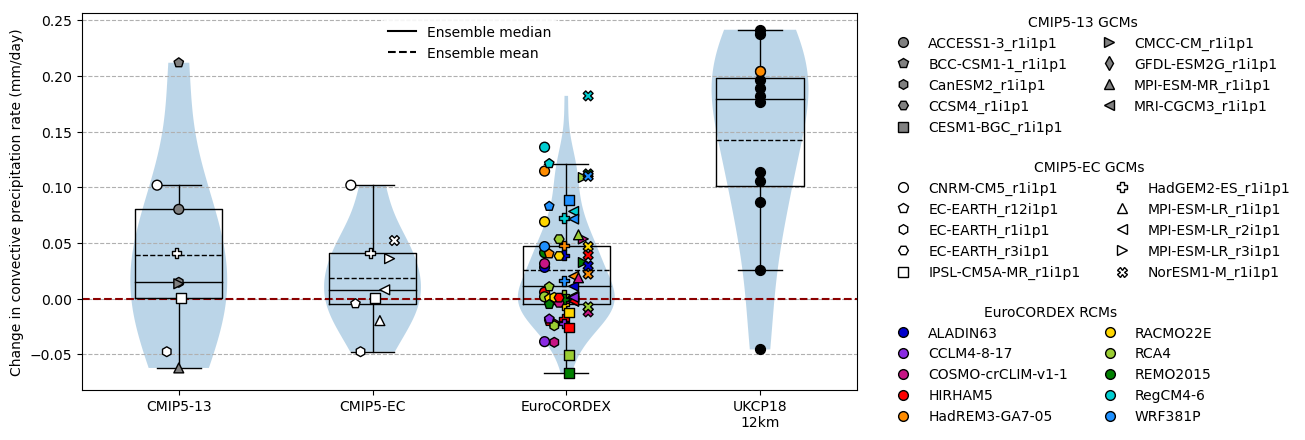 Change in convective precipitation rate (mm/day)
0.25
0.20
0.15
0.10
0.05
0.00
−0.05
Ensemble median
Ensemble mean
CMIP5-13
CMIP5-EC
EuroCORDEX
UKCP18
12km
CMIP5-13 GCMs
ACCESS1-3_r1i1p1
BCC-CSM1-1_r1i1p1
CanESM2_r1i1p1
CCSM4_r1i1p1
CESM1-BGC_r1i1p1
CMCC-CM_r1i1p1
GFDL-ESM2G_r1i1p1
MPI-ESM-MR_r1i1p1
MRI-CGCM3_r1i1p1
CMIP5-EC GCMs
CNRM-CM5_r1i1p1
EC-EARTH_r12i1p1
EC-EARTH_r1i1p1
EC-EARTH_r3i1p1
IPSL-CM5A-MR_r1i1p1
HadGEM2-ES_r1i1p1
MPI-ESM-LR_r1i1p1
MPI-ESM-LR_r2i1p1
MPI-ESM-LR_r3i1p1
NorESM1-M_r1i1p1
EuroCORDEX RCMs
ALADIN63
CCLM4-8-17
COSMO-crCLIM-v1-1
HIRHAM5
HadREM3-GA7-05
RACMO22E
RCA4
REMO2015
RegCM4-6
WRF381P